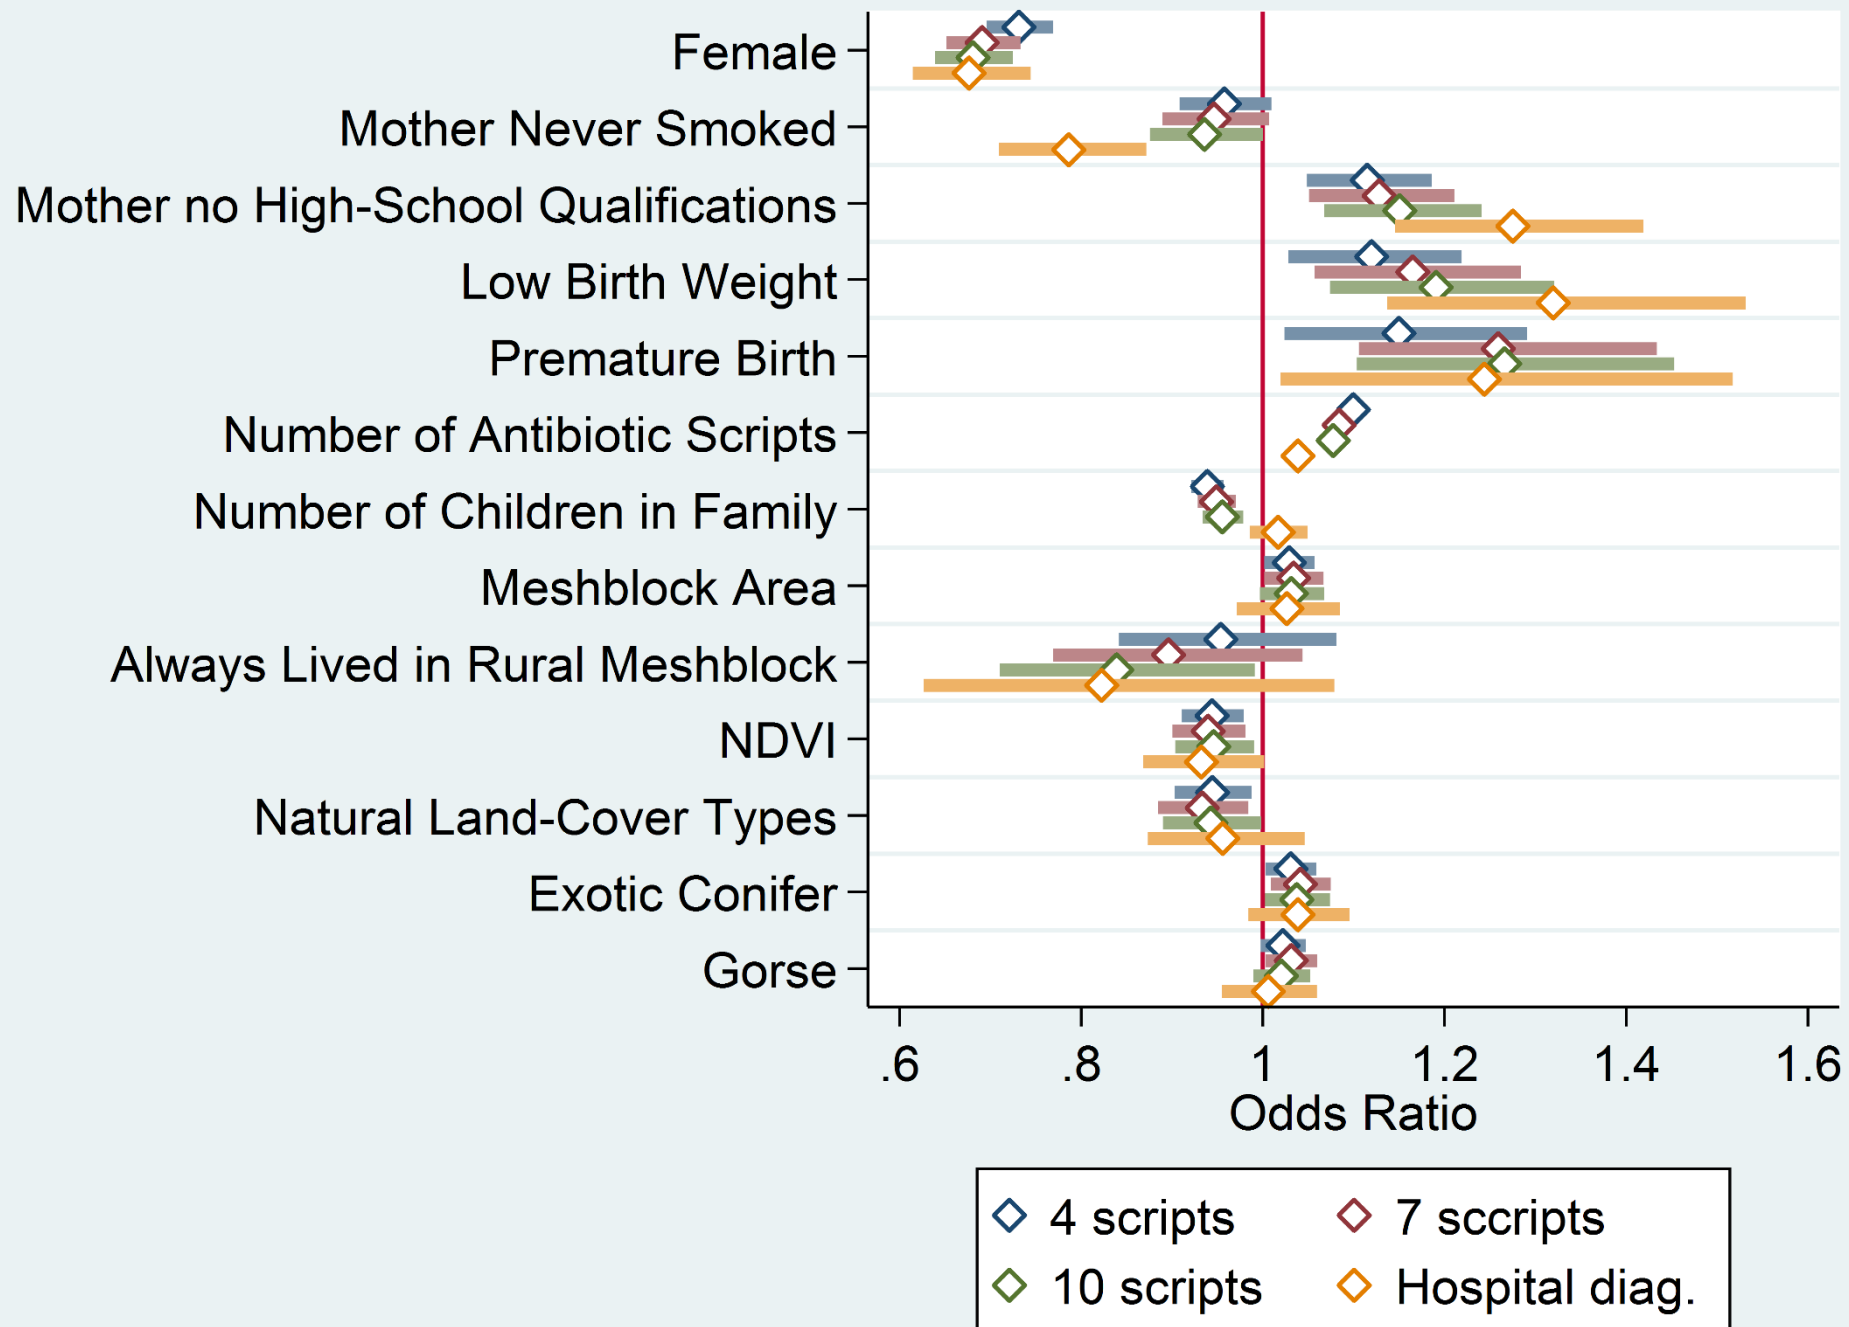 Female
Mother Never Smoked
Mother no High-School Qualifications
Low Birth Weight
Premature Birth
Number of Antibiotic Scripts
Number of Children in Family
Meshblock Area
Always Lived in Rural Meshblock
NDVI
Natural Land-Cover Types
Exotic Conifer
Gorse
.6 .8 1 1.2 1.4 1.6
Odds Ratio
4 scripts 7 sccripts
10 scripts Hospital diag.